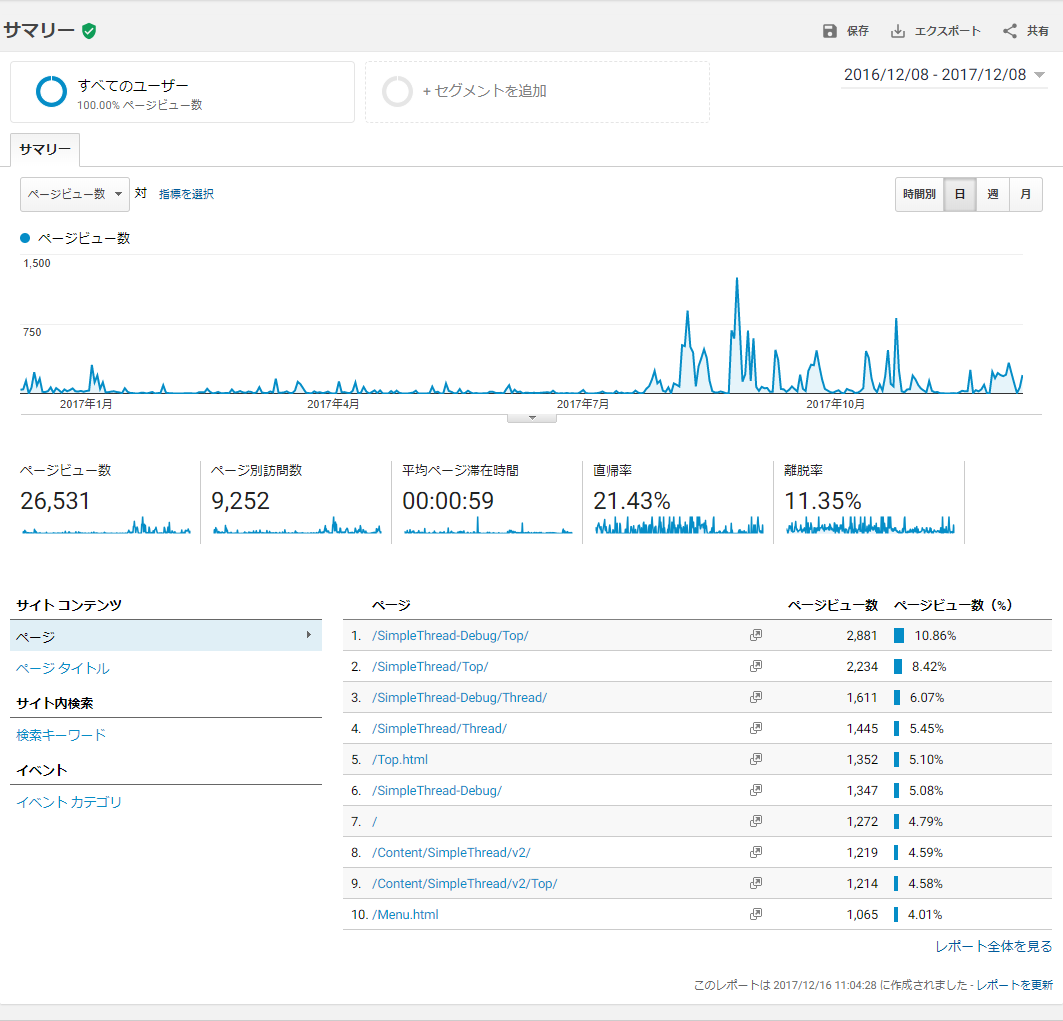 サマリー
保存 エクスポート 共有
すべてのユーザー
100.00% ページビュー数
+ セグメントを追加
2016/12/08 - 2017/12/08
サマリー
ページビュー数 対 指標を選択
時間別 日 週 月
ページビュー数
1,500
750
2017年1月 2017年4月 2017年7月 2017年10月
ページビュー数 ページ別訪問数 平均ページ滞在時間 直帰率 離脱率
26,531 9,252 00:00:59 21.43% 11.35%
サイト コンテンツ
ページ
ページ タイトル
サイト内検索
検索キーワード
イベント
イベント カテゴリ
ページ ページビュー数 ページビュー数（%）
1. /SimpleThread-Debug/Top/ 2,881 10.86%
2. /SimpleThread/Top/ 2,234 8.42%
3. /SimpleThread-Debug/Thread/ 1,611 6.07%
4. /SimpleThread/Thread/ 1,445 5.45%
5. /Top.html 1,352 5.10%
6. /SimpleThread-Debug/ 1,347 5.08%
7. / 1,272 4.79%
8. /Content/SimpleThread/v2/ 1,219 4.59%
9. /Content/SimpleThread/v2/Top/ 1,214 4.58%
10. /Menu.html 1,065 4.01%
レポート全体を見る
このレポートは 2017/12/16 11:04:28 に作成されました - レポートを更新